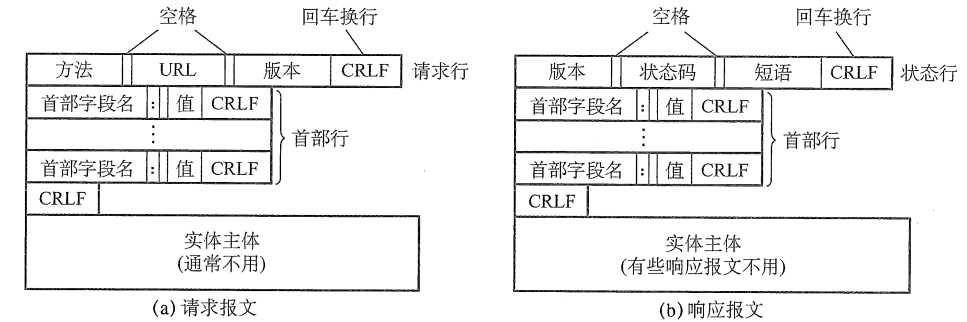 空格 回车换行
方法 URL 版本 CRLF 请求行
首部字段名 : 值 CRLF
⋮ 首部行
首部字段名 : 值 CRLF
CRLF
实体主体
(通常不用)
(a) 请求报文
空格 回车换行
版本 状态码 短语 CRLF 状态行
首部字段名 : 值 CRLF
⋮ 首部行
首部字段名 : 值 CRLF
CRLF
实体主体
(有些响应报文不用)
(b) 响应报文